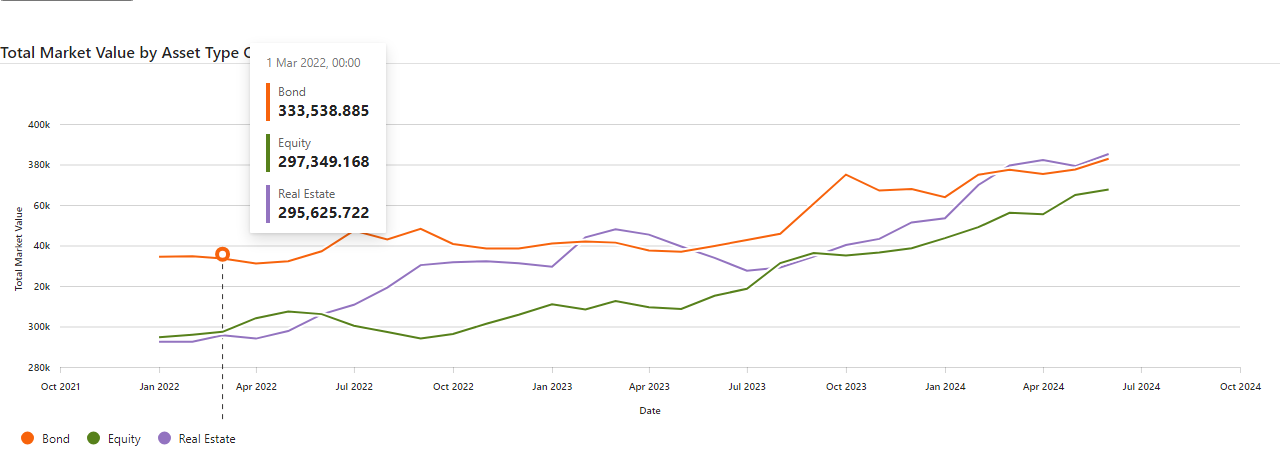 Total Market Value by Asset Type
1 Mar 2022, 00:00
Bond
333,538.885
Equity
297,349.168
Real Estate
295,625.722
400k
380k
60k
40k
20k
300k
280k
Total Market Value
Oct 2021
Jan 2022
Apr 2022
Jul 2022
Oct 2022
Jan 2023
Apr 2023
Jul 2023
Oct 2023
Jan 2024
Apr 2024
Jul 2024
Oct 2024
Date
Bond
Equity
Real Estate